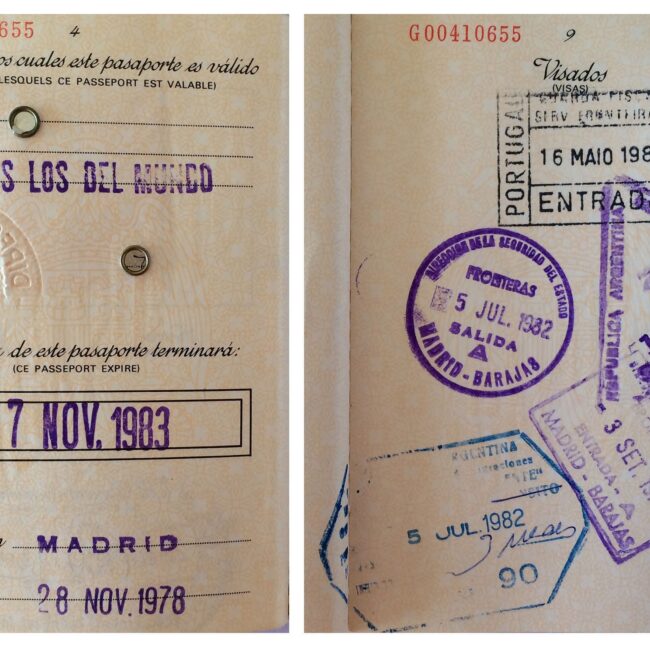 655 4
os cuales este pasaporte es válido
LESQUELS CE PASSEPORT EST VALABLE)
S LOS DEL MUNDO
de este pasaporte terminará:
(CE PASSEPORT EXPIRE)
7 NOV. 1983
MADRID
28 NOV. 1978
G00410655 9
Visados
(VISAS)
PORTUGAL
SERV
16 MAIO 198
ENTRADA
DIRECCION DE LA SEGURIDAD DEL ESTADO
FRONTERAS
5 JUL. 1982
SALIDA
A
MADRID - BARAJAS
REPUBLICA ARGENTINA
- 3 SET. 
ENTRADA - A
MADRID - BARAJAS
GENTINA
5 JUL 1982
90